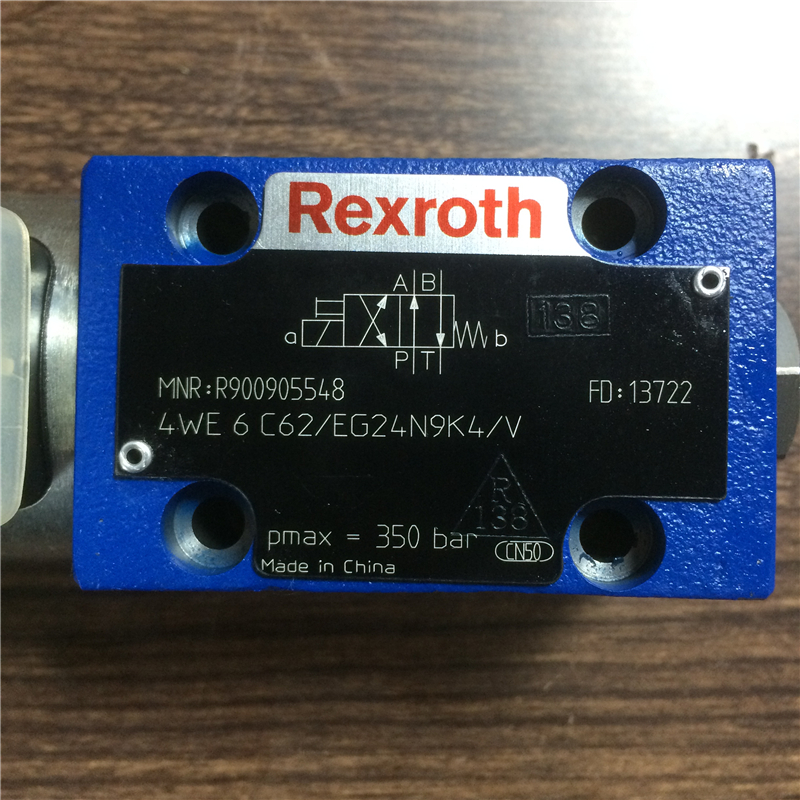 Rexroth
A B
138
a b
P T
MNR:R900905548 FD:13722
4WE 6 C62/EG24N9K4/V
R
138
pmax = 350 bar
CN50
Made in China